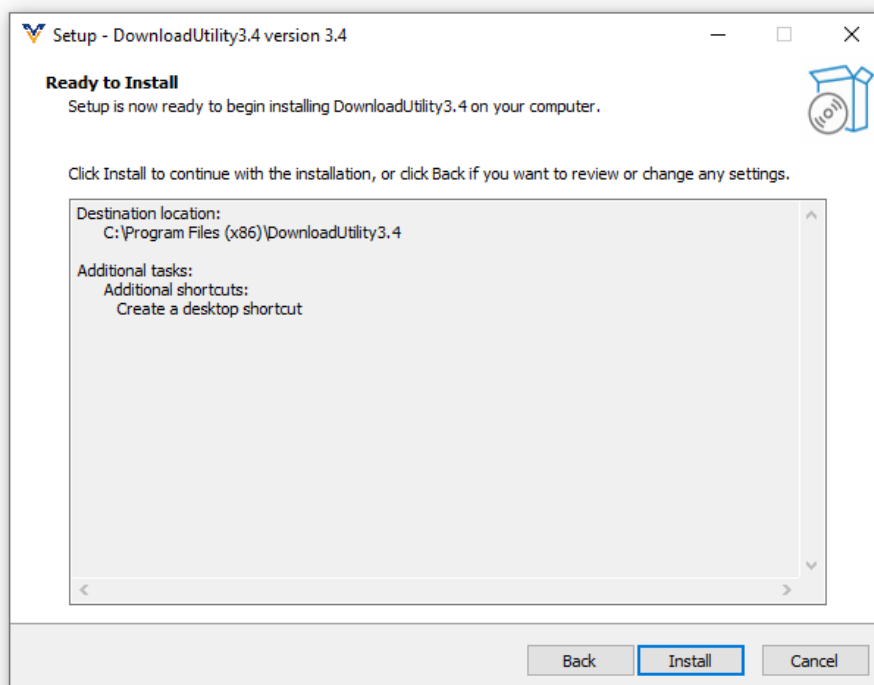 Setup - DownloadUtility3.4 version 3.4
Ready to Install
Setup is now ready to begin installing DownloadUtility3.4 on your computer.
Click Install to continue with the installation, or click Back if you want to review or change any settings.
Destination location:
C:\Program Files (x86)\DownloadUtility3.4
Additional tasks:
Additional shortcuts:
Create a desktop shortcut
Back Install Cancel